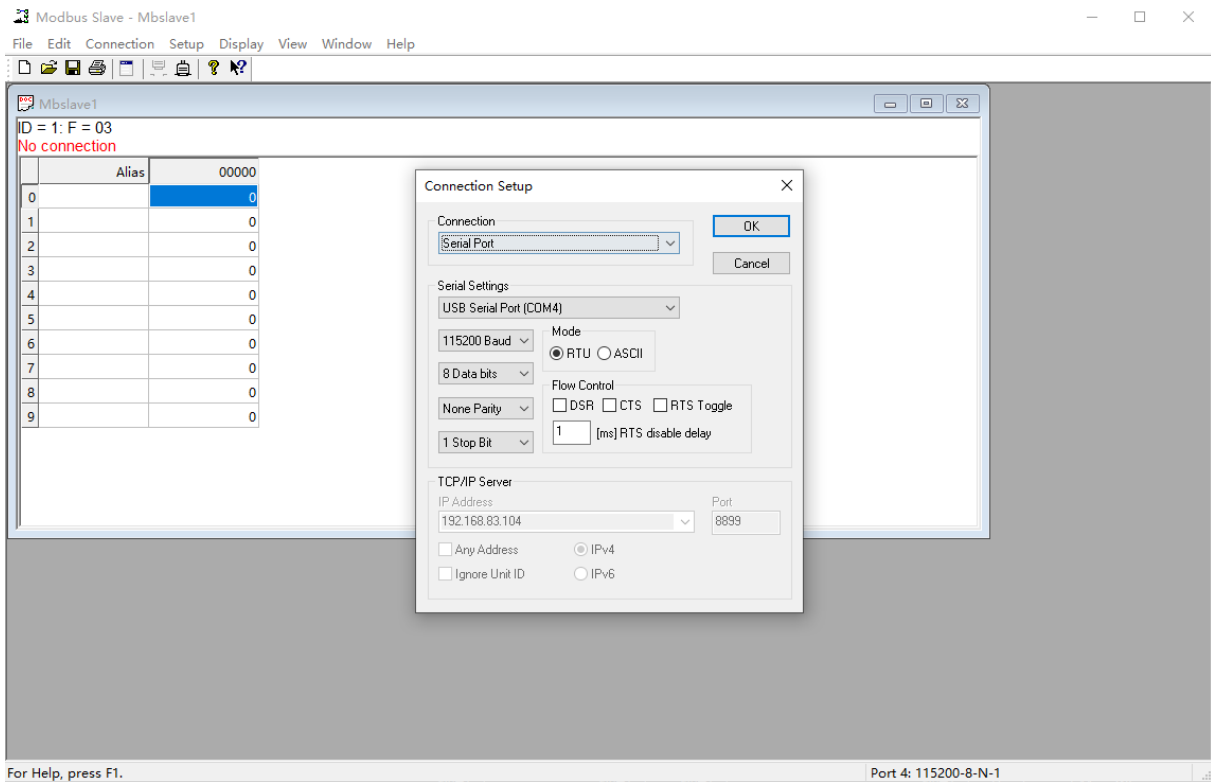 Modbus Slave - Mbslave1
File Edit Connection Setup Display View Window Help
Mbslave1
ID = 1: F = 03
No connection
Alias 00000
0 0
1 0
2 0
3 0
4 0
5 0
6 0
7 0
8 0
9 0
Connection Setup
Connection
Serial Port
OK
Cancel
Serial Settings
USB Serial Port (COM4)
115200 Baud
Mode
RTU ASCII
8 Data bits
Flow Control
DSR CTS RTS Toggle
None Parity
1 [ms] RTS disable delay
1 Stop Bit
TCP/IP Server
IP Address Port
192.168.83.104 8899
Any Address IPv4
Ignore Unit ID IPv6
For Help, press F1. Port 4: 115200-8-N-1